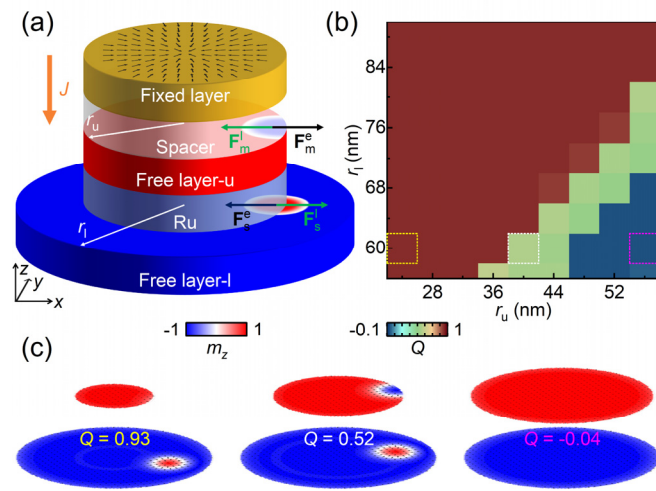 (a)
J
Fixed layer
r_u
Spacer
F_m^l
F_m^e
Free layer-u
Ru
F_s^e
F_s^l
r_l
Free layer-l
z
y
x
-1 1
m_z
(b)
84
76
68
60
r_l (nm)
28 36 44 52
r_u (nm)
-0.1 1
Q
(c)
Q = 0.93
Q = 0.52
Q = -0.04